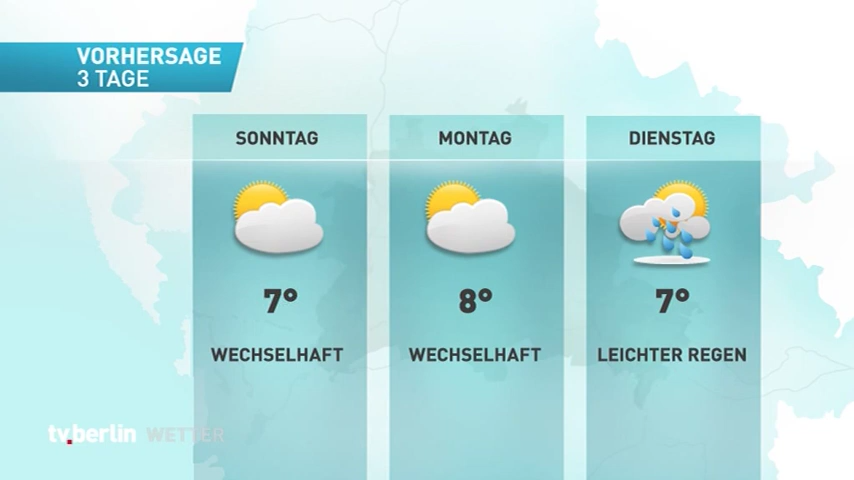 VORHERSAGE
3 TAGE
SONNTAG
MONTAG
DIENSTAG
7°
8°
7°
WECHSELHAFT
WECHSELHAFT
LEICHTER REGEN
tv.berlin WETTER